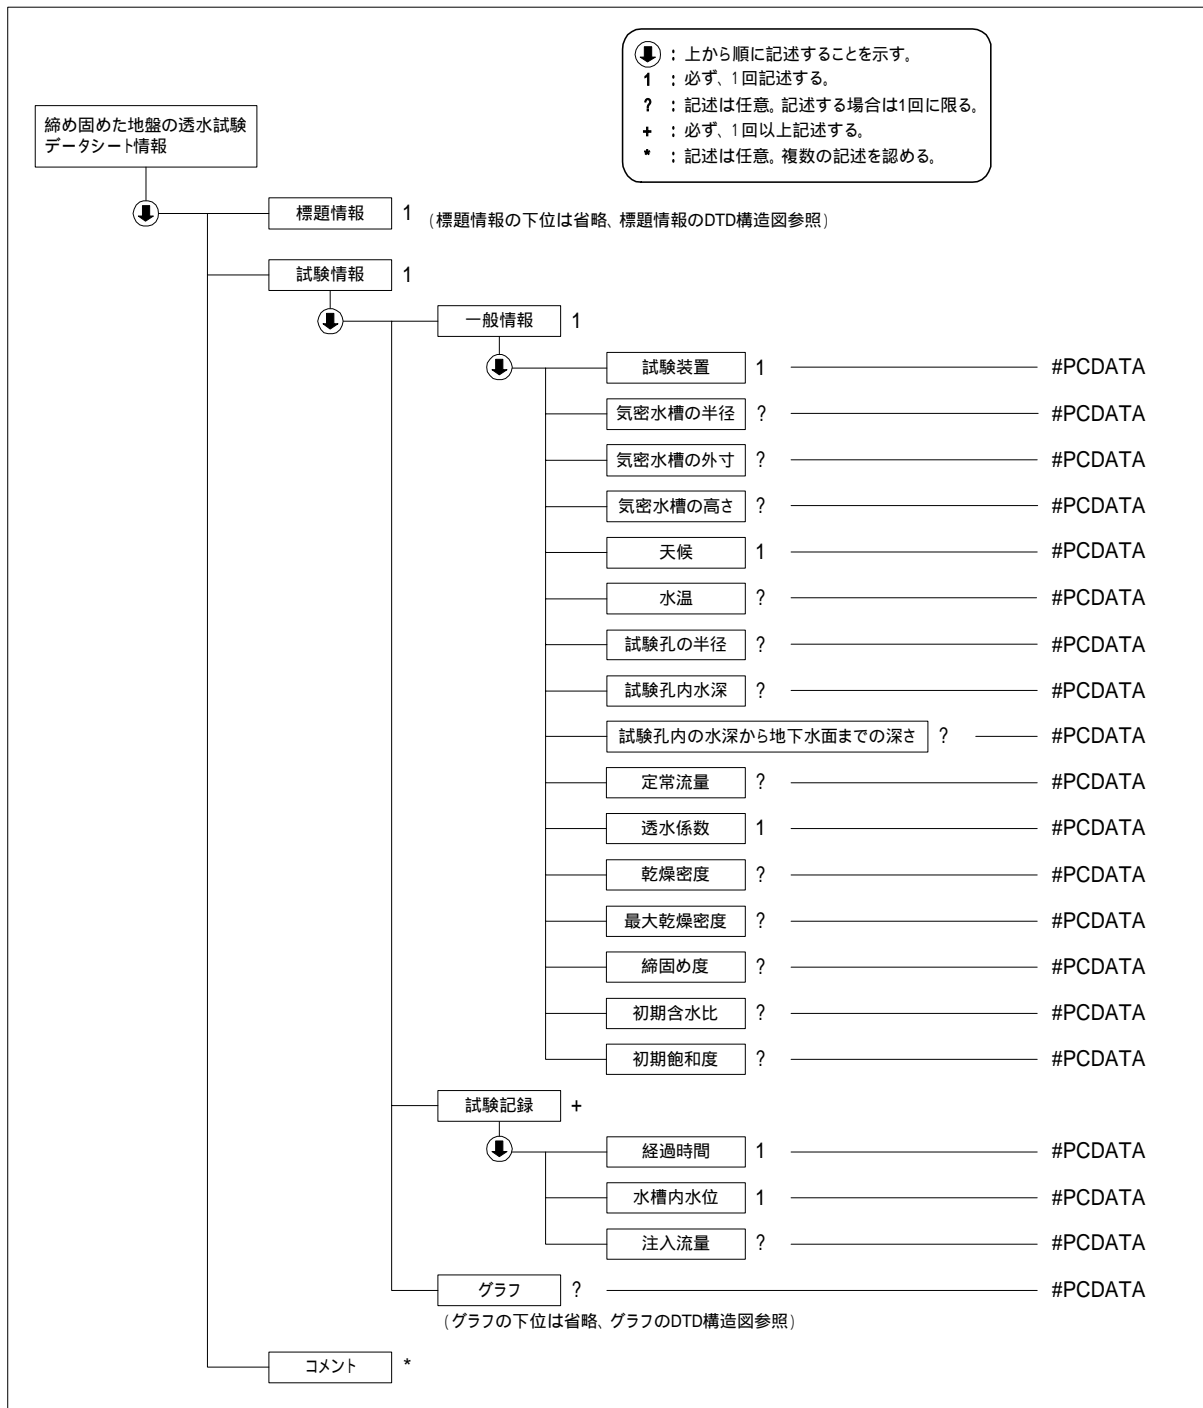 ： 上から順に記述することを示す。
1 ： 必ず、1回記述する。
? ： 記述は任意。記述する場合は1回に限る。
+ ： 必ず、1回以上記述する。
* ： 記述は任意。複数の記述を認める。
締め固めた地盤の透水試験
データシート情報
標題情報 1 (標題情報の下位は省略、標題情報のDTD構造図参照)
試験情報 1
一般情報 1
試験装置 1 #PCDATA
気密水槽の半径 ? #PCDATA
気密水槽の外寸 ? #PCDATA
気密水槽の高さ ? #PCDATA
天候 1 #PCDATA
水温 ? #PCDATA
試験孔の半径 ? #PCDATA
試験孔内水深 ? #PCDATA
試験孔内の水深から地下水面までの深さ ? #PCDATA
定常流量 ? #PCDATA
透水係数 1 #PCDATA
乾燥密度 ? #PCDATA
最大乾燥密度 ? #PCDATA
締固め度 ? #PCDATA
初期含水比 ? #PCDATA
初期飽和度 ? #PCDATA
試験記録 +
経過時間 1 #PCDATA
水槽内水位 1 #PCDATA
注入流量 ? #PCDATA
グラフ ? #PCDATA
(グラフの下位は省略、グラフのDTD構造図参照)
コメント *